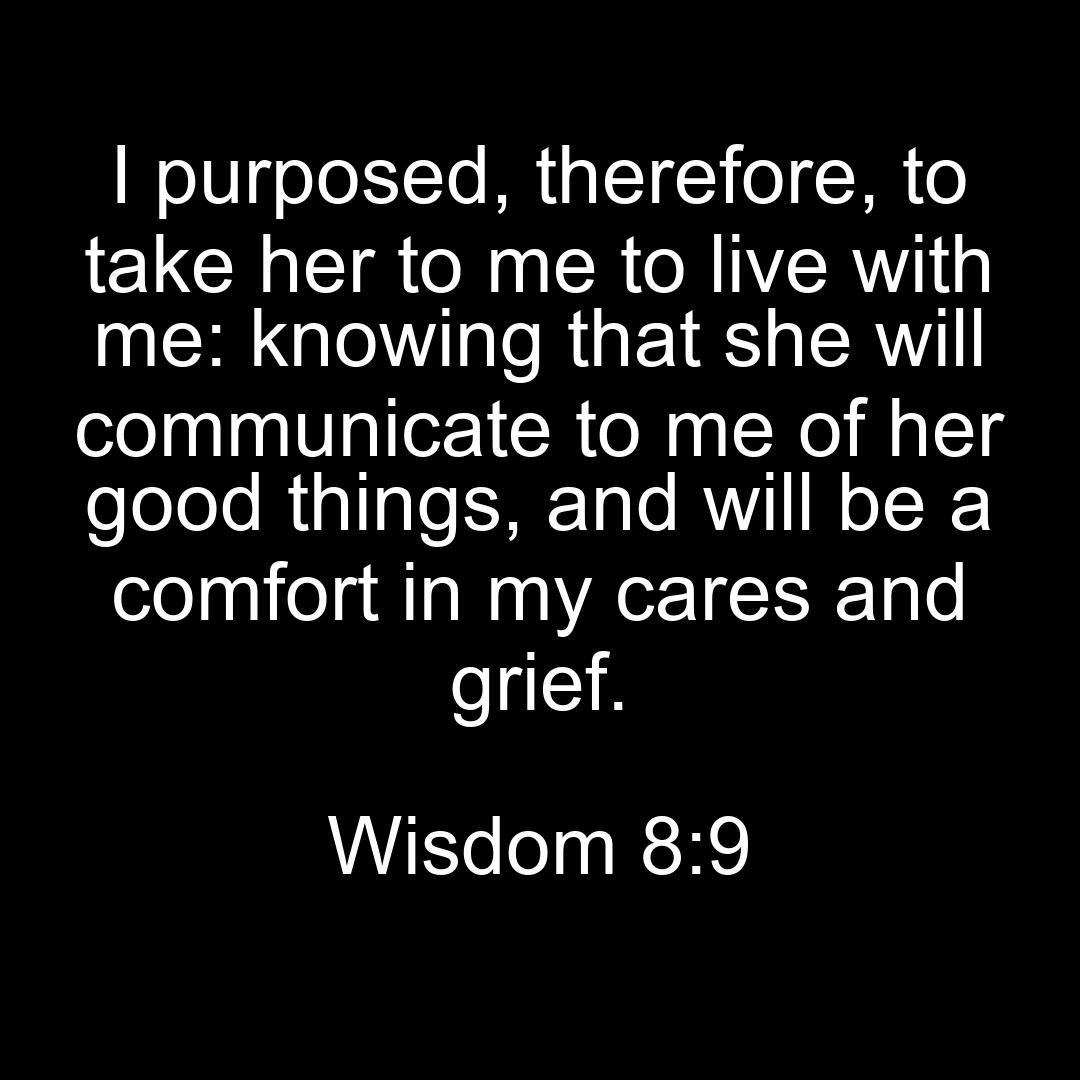 I purposed, therefore, to
take her to me to live with
me: knowing that she will
communicate to me of her
good things, and will be a
comfort in my cares and
grief.
Wisdom 8:9